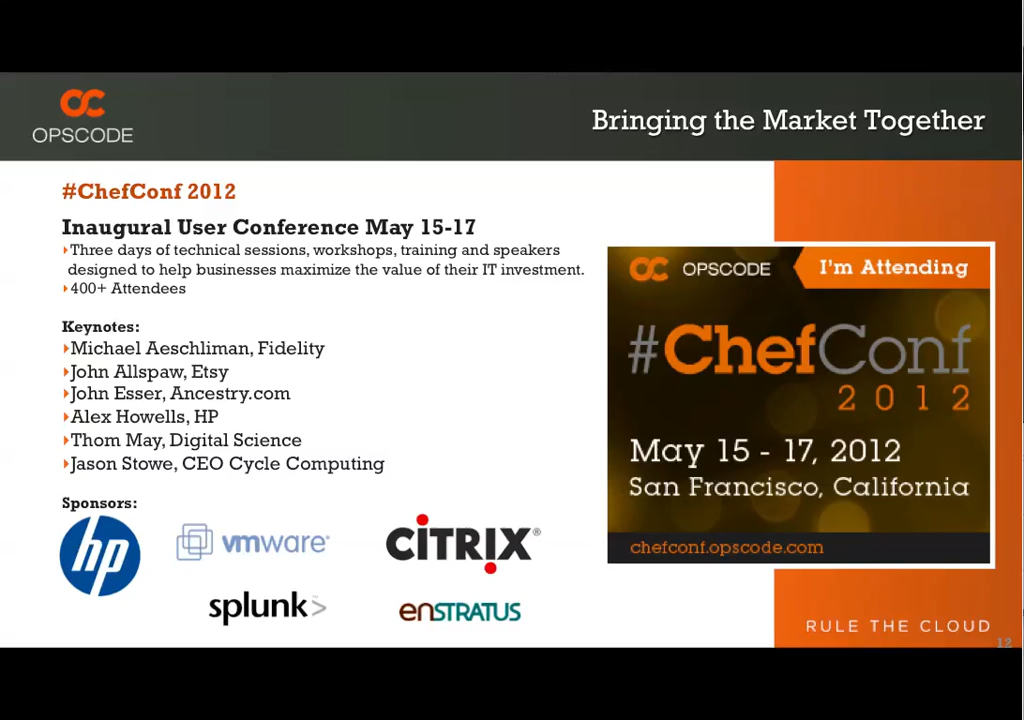 OPSCODE
Bringing the Market Together
#ChefConf 2012
Inaugural User Conference May 15-17
Three days of technical sessions, workshops, training and speakers
designed to help businesses maximize the value of their IT investment.
400+ Attendees
Keynotes:
Michael Aeschliman, Fidelity
John Allspaw, Etsy
John Esser, Ancestry.com
Alex Howells, HP
Thom May, Digital Science
Jason Stowe, CEO Cycle Computing
Sponsors:
hp
vmware®
CITRIX®
splunk>
enSTRATUS
OPSCODE
I'm Attending
#ChefConf
2012
May 15 - 17, 2012
San Francisco, California
chefconf.opscode.com
RULE THE CLOUD
12